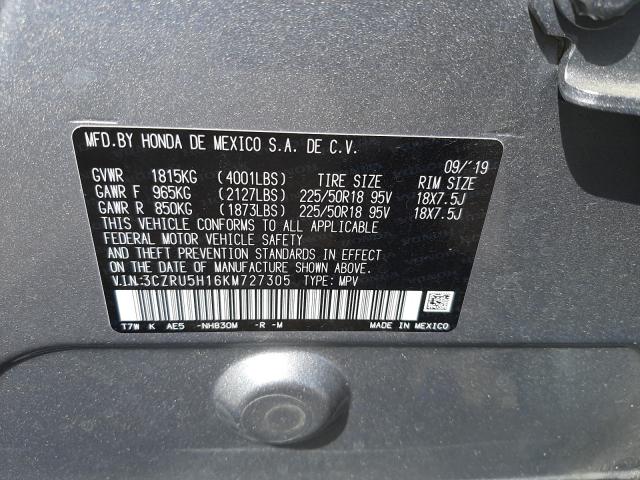 MFD.BY HONDA DE MEXICO S.A. DE C.V.
09/'19
GVWR 1815KG (4001LBS) TIRE SIZE RIM SIZE
GAWR F 965KG (2127LBS) 225/50R18 95V 18X7.5J
GAWR R 850KG (1873LBS) 225/50R18 95V 18X7.5J
THIS VEHICLE CONFORMS TO ALL APPLICABLE
FEDERAL MOTOR VEHICLE SAFETY
AND THEFT PREVENTION STANDARDS IN EFFECT
ON THE DATE OF MANUFACTURE SHOWN ABOVE.
V.I.N:3CZRU5H16KM727305 TYPE: MPV
T7W K AE5 -NH830M -R -M MADE IN MEXICO